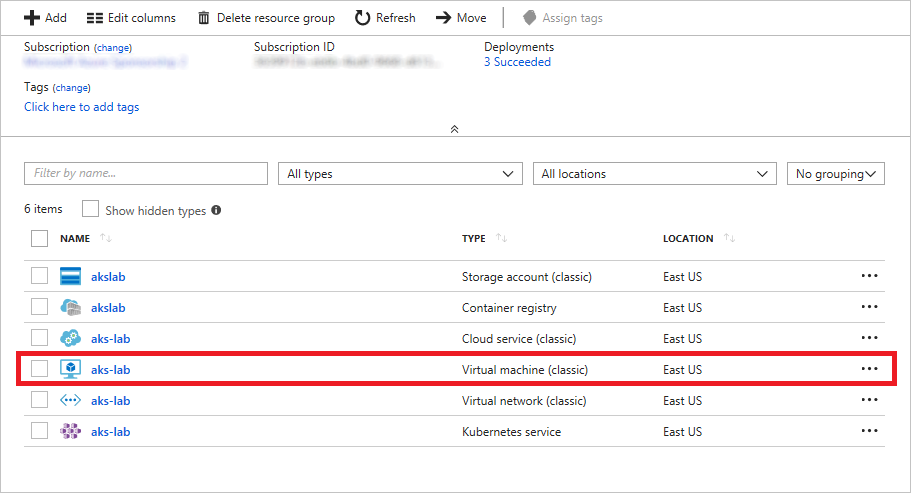 Add Edit columns Delete resource group Refresh Move Assign tags
Subscription (change) Subscription ID Deployments
3 Succeeded
Tags (change)
Click here to add tags
Filter by name... All types All locations No grouping
6 items Show hidden types
NAME TYPE LOCATION
akslab Storage account (classic) East US
akslab Container registry East US
aks-lab Cloud service (classic) East US
aks-lab Virtual machine (classic) East US
aks-lab Virtual network (classic) East US
aks-lab Kubernetes service East US